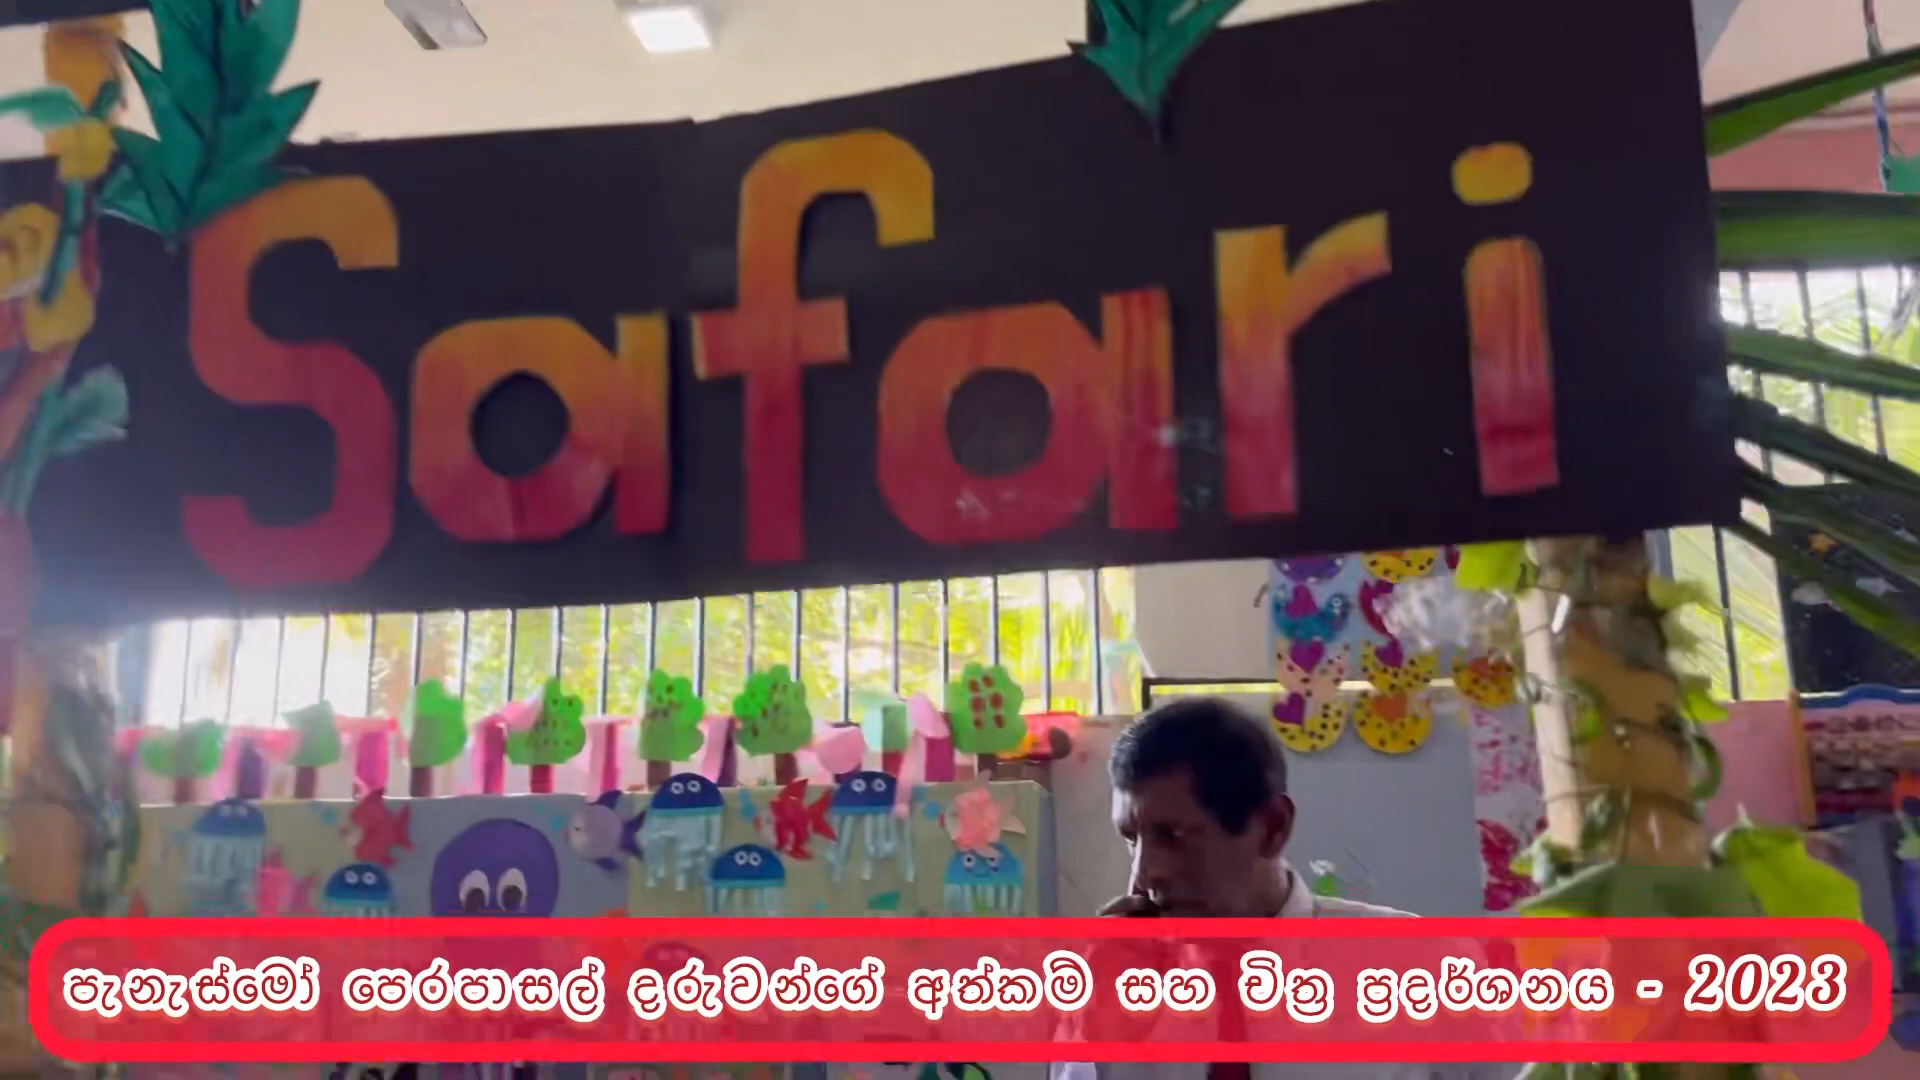 Safari
පැනැස්මෝ පෙරපාසල් දරුවන්ගේ අත්කම් සහ චිත්‍ර ප්‍රදර්ශනය - 2023